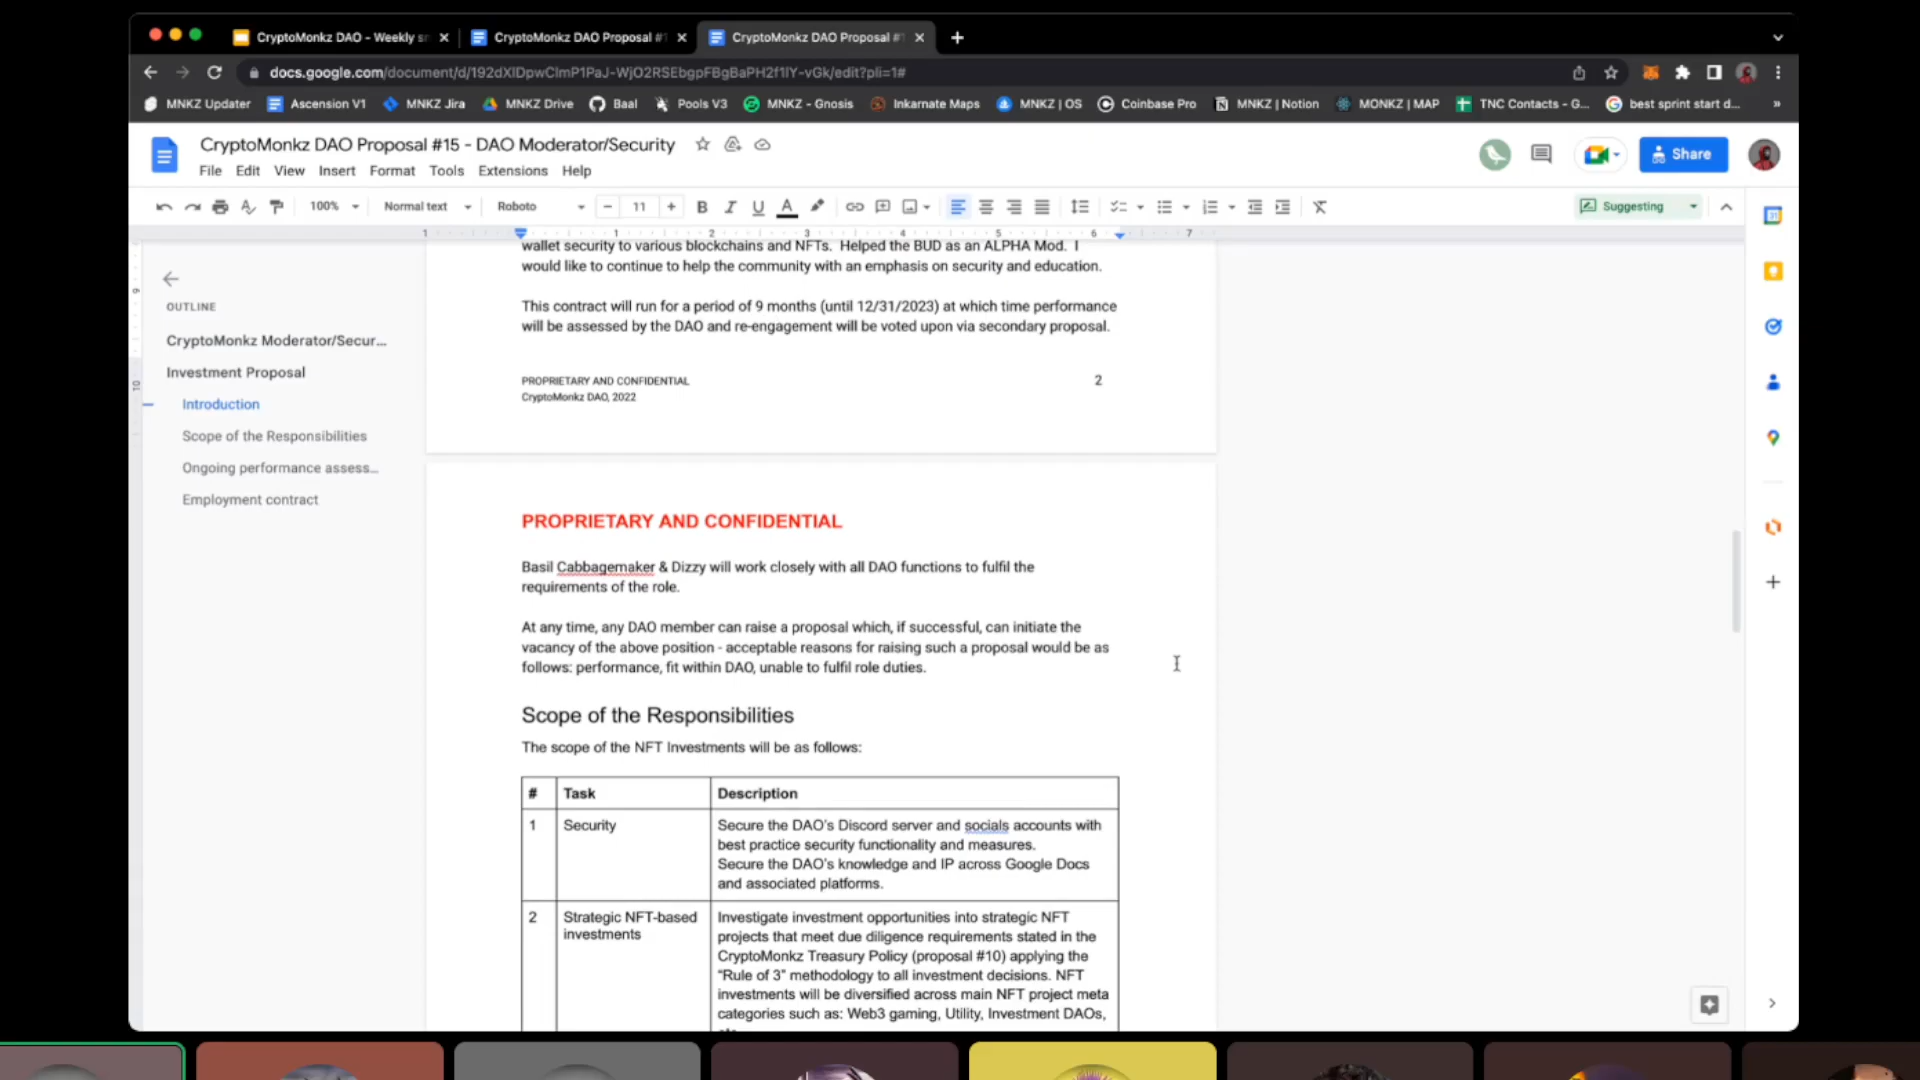 CryptoMonkz DAO - Weekly s
CryptoMonkz DAO Proposal #1
CryptoMonkz DAO Proposal #1
docs.google.com/document/d/192dXlDpwClmP1PaJ-WjO2RSEbgpFBgBaPH2f1lY-vGk/edit?pli=1#
MNKZ Updater
Ascension V1
MNKZ Jira
MNKZ Drive
Baal
Pools V3
MNKZ - Gnosis
Inkarnate Maps
MNKZ | OS
Coinbase Pro
MNKZ | Notion
MONKZ | MAP
TNC Contacts - G...
best sprint start d...
»
CryptoMonkz DAO Proposal #15 - DAO Moderator/Security
File Edit View Insert Format Tools Extensions Help
Share
100% Normal text Roboto 11 B I U A Suggesting
1 1 2 3 4 5 6 7
9
10
OUTLINE
CryptoMonkz Moderator/Secur...
Investment Proposal
Introduction
Scope of the Responsibilities
Ongoing performance assess...
Employment contract
wallet security to various blockchains and NFTs. Helped the BUD as an ALPHA Mod. I
would like to continue to help the community with an emphasis on security and education.
This contract will run for a period of 9 months (until 12/31/2023) at which time performance
will be assessed by the DAO and re-engagement will be voted upon via secondary proposal.
PROPRIETARY AND CONFIDENTIAL 2
CryptoMonkz DAO, 2022
PROPRIETARY AND CONFIDENTIAL
Basil Cabbagemaker & Dizzy will work closely with all DAO functions to fulfil the
requirements of the role.
At any time, any DAO member can raise a proposal which, if successful, can initiate the
vacancy of the above position - acceptable reasons for raising such a proposal would be as
follows: performance, fit within DAO, unable to fulfil role duties.
Scope of the Responsibilities
The scope of the NFT Investments will be as follows:
# Task Description
1 Security Secure the DAO's Discord server and socials accounts with
best practice security functionality and measures.
Secure the DAO's knowledge and IP across Google Docs
and associated platforms.
2 Strategic NFT-based Investigate investment opportunities into strategic NFT
investments projects that meet due diligence requirements stated in the
CryptoMonkz Treasury Policy (proposal #10) applying the
"Rule of 3" methodology to all investment decisions. NFT
investments will be diversified across main NFT project meta
categories such as: Web3 gaming, Utility, Investment DAOs,